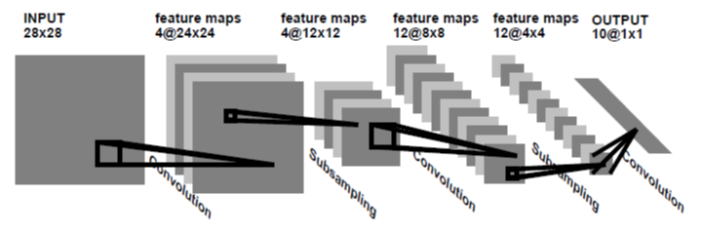 INPUT
28x28
feature maps
4@24x24
feature maps
4@12x12
feature maps
12@8x8
feature maps
12@4x4
OUTPUT
10@1x1
Convolution
Subsampling
Convolution
Subsampling
Convolution